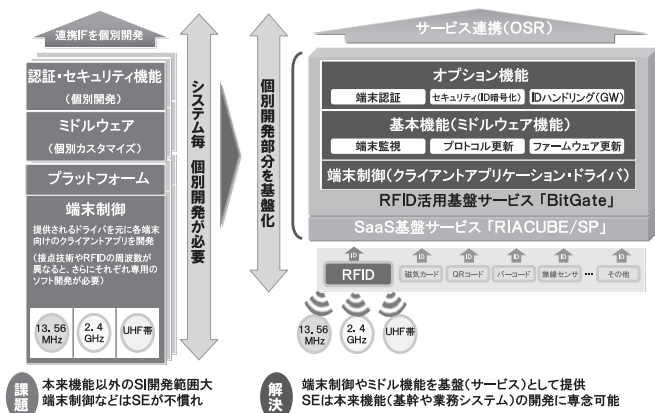 連携IFを個別開発
認証・セキュリティ機能
(個別開発)
ミドルウェア
(個別カスタマイズ)
プラットフォーム
端末制御
提供されるドライバを元に各端末
向けのクライアントアプリを開発
(接点技術やRFIDの周波数が
異なると、さらにそれぞれ専用の
ソフト開発が必要)
13.56
MHz
2.4
GHz
UHF帯
システム毎 個別開発が必要
個別開発部分を基盤化
サービス連携(OSR)
オプション機能
端末認証
セキュリティ(ID暗号化)
IDハンドリング(GW)
基本機能(ミドルウェア機能)
端末監視
プロトコル更新
ファームウェア更新
端末制御(クライアントアプリケーション・ドライバ)
RFID活用基盤サービス「BitGate」
SaaS基盤サービス「RIACUBE/SP」
ID
ID
ID
ID
ID
ID
RFID
磁気カード
QRコード
バーコード
無線センサ
…
その他
13.56
MHz
2.4
GHz
UHF帯
課題
本来機能以外のSI開発範囲大
端末制御などはSEが不慣れ
解決
端末制御やミドル機能を基盤(サービス)として提供
SEは本来機能(基幹や業務システム)の開発に専念可能